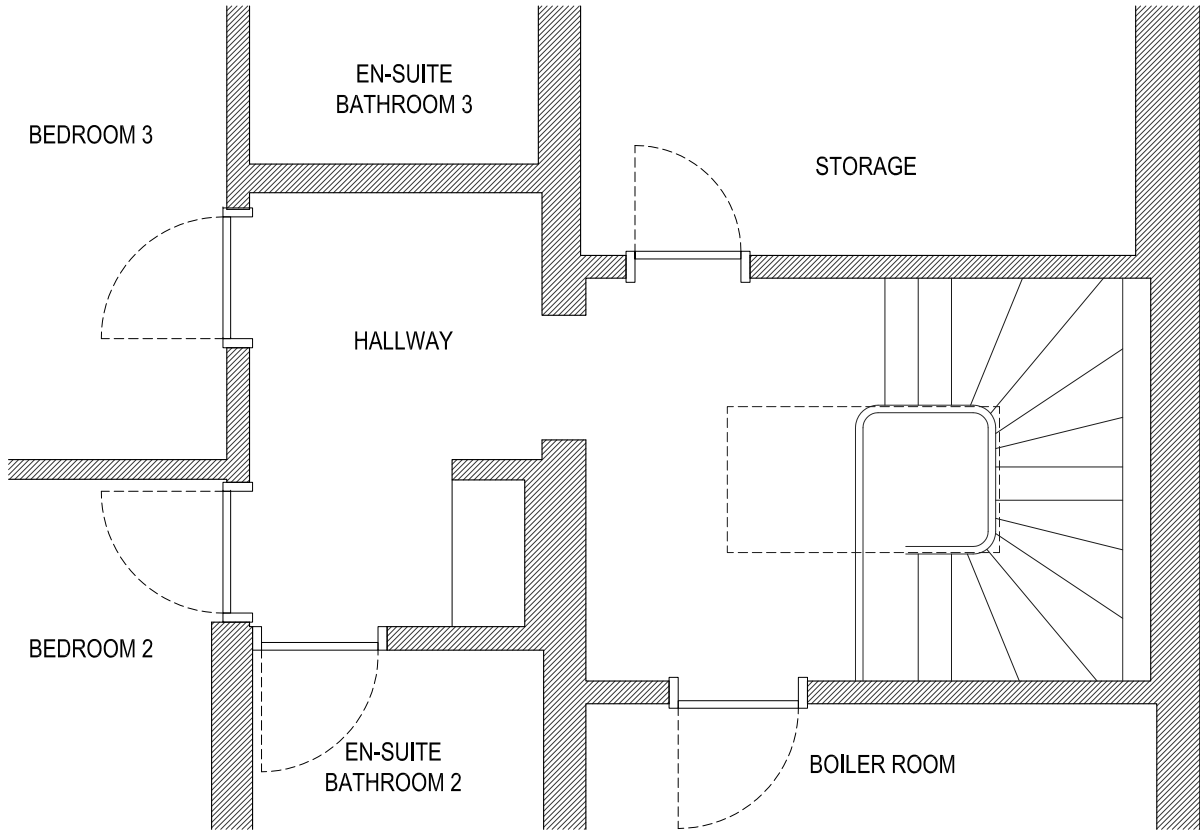 EN-SUITE
BATHROOM 3
BEDROOM 3
STORAGE
HALLWAY
BEDROOM 2
EN-SUITE
BATHROOM 2
BOILER ROOM